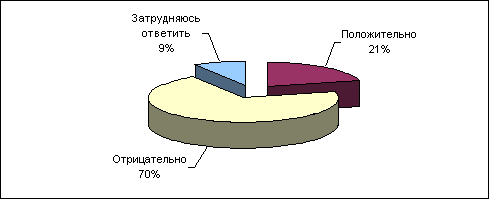 Затрудняюсь
ответить
9%
Положительно
21%
Отрицательно
70%